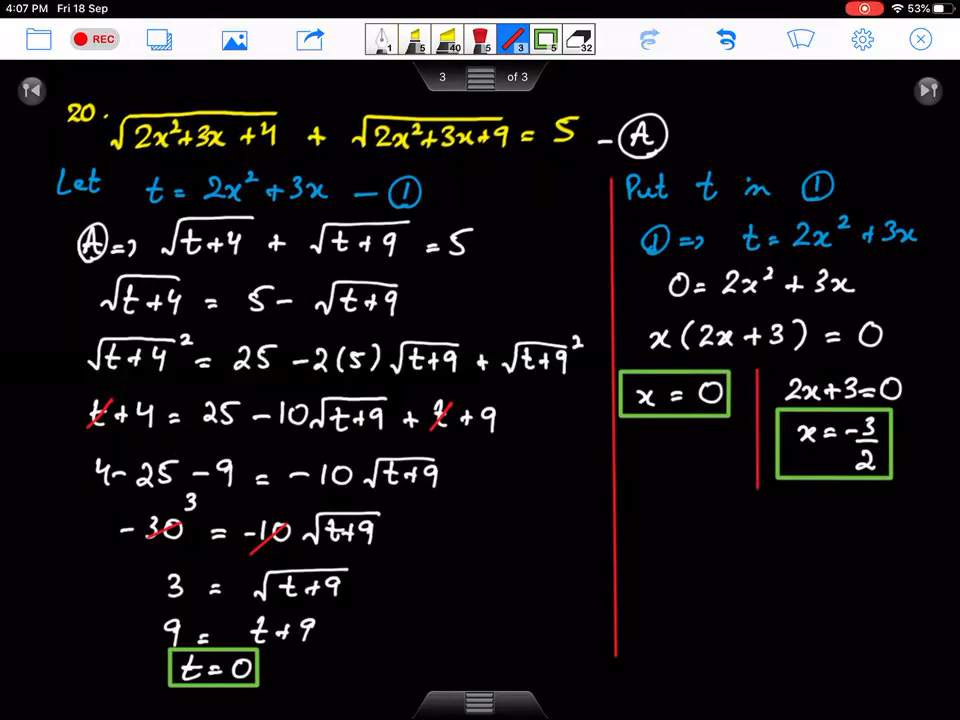 4:07 PM Fri 18 Sep 53%
REC 1 5 40 5 3 5 32
3 of 3
20. √(2x²+3x+4) + √(2x²+3x+9) = 5 – Ⓐ
Let t = 2x² + 3x – ①
Ⓐ => √(t+4) + √(t+9) = 5
√(t+4) = 5 – √(t+9)
√(t+4)² = 25 – 2(5)√(t+9) + √(t+9)²
t + 4 = 25 – 10√(t+9) + t + 9
4 – 25 – 9 = – 10 √(t+9)
3
– 30 = – 10 √(t+9)
3 = √(t+9)
9 = t + 9
t = 0
Put t in ①
① => t = 2x² + 3x
0 = 2x² + 3x
x(2x + 3) = 0
x = 0
2x + 3 = 0
x = –3/2